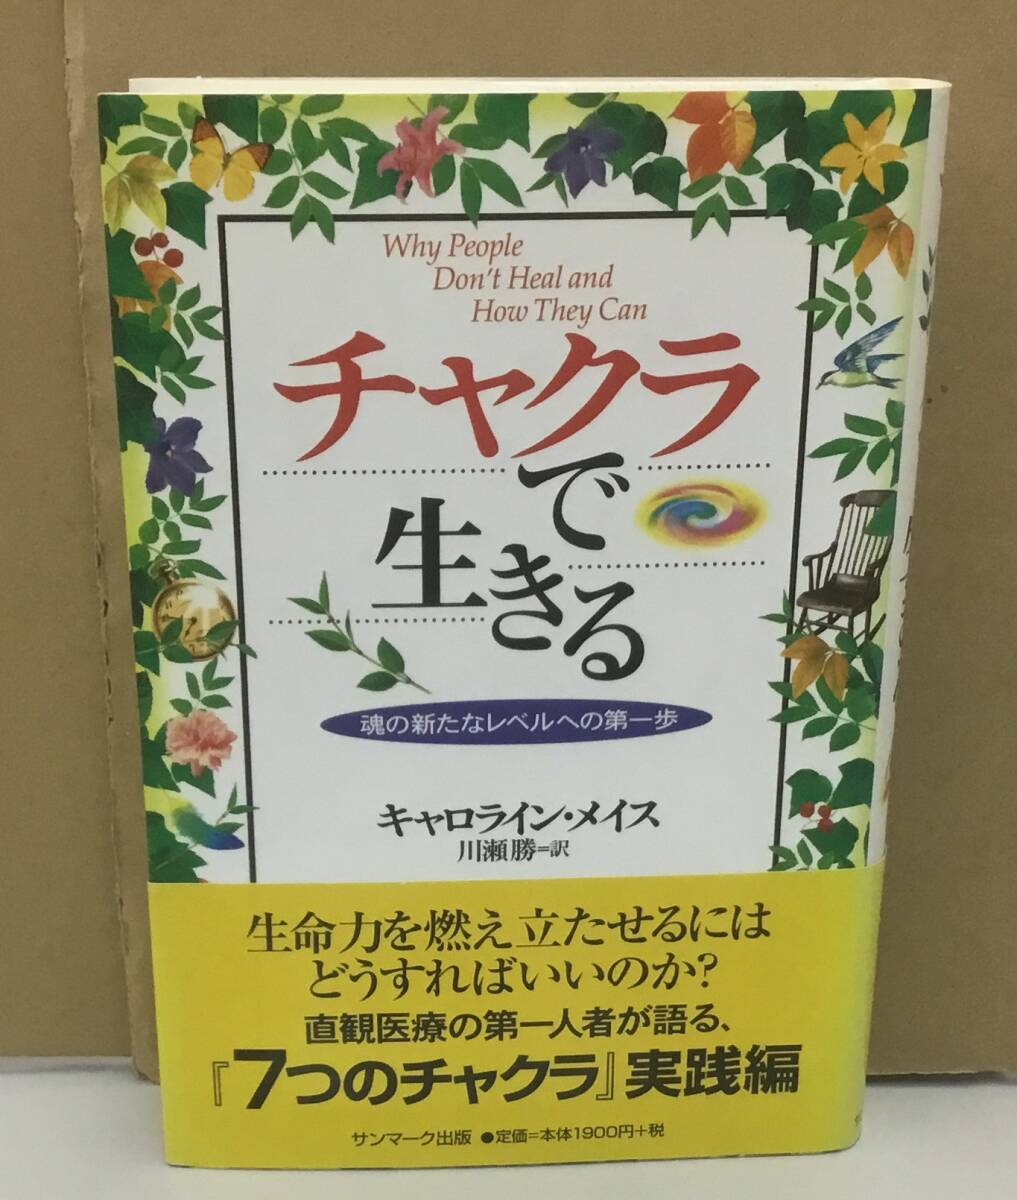 Why People
Don't Heal and
How They Can
チャクラ
で
生きる
魂の新たなレベルへの第一歩
キャロライン・メイス
川瀬勝=訳
生命力を燃え立たせるには
どうすればいいのか?
直観医療の第一人者が語る、
『7つのチャクラ』実践編
サンマーク出版 ●定価=本体1900円+税